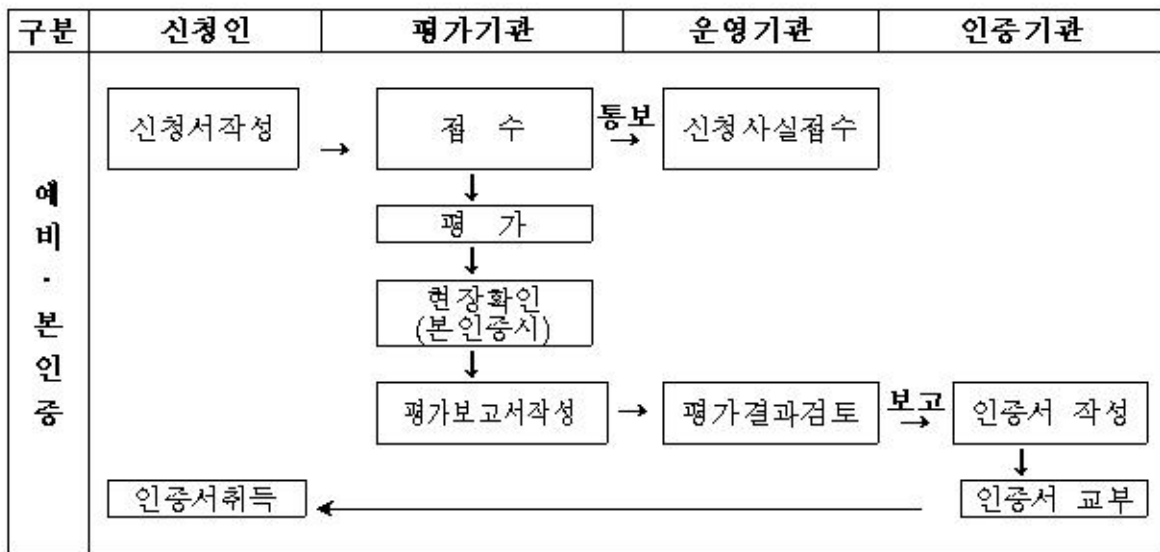 구분 신청인 평가기관 운영기관 인증기관
신청서작성 → 접 수 통보 → 신청사실접수
↓
평 가
↓
현장확인
(본인증시)
↓
평가보고서작성 → 평가결과검토 보고 → 인증서 작성
↓
인증서취득 ← 인증서 교부
예
비
·
본
인
증